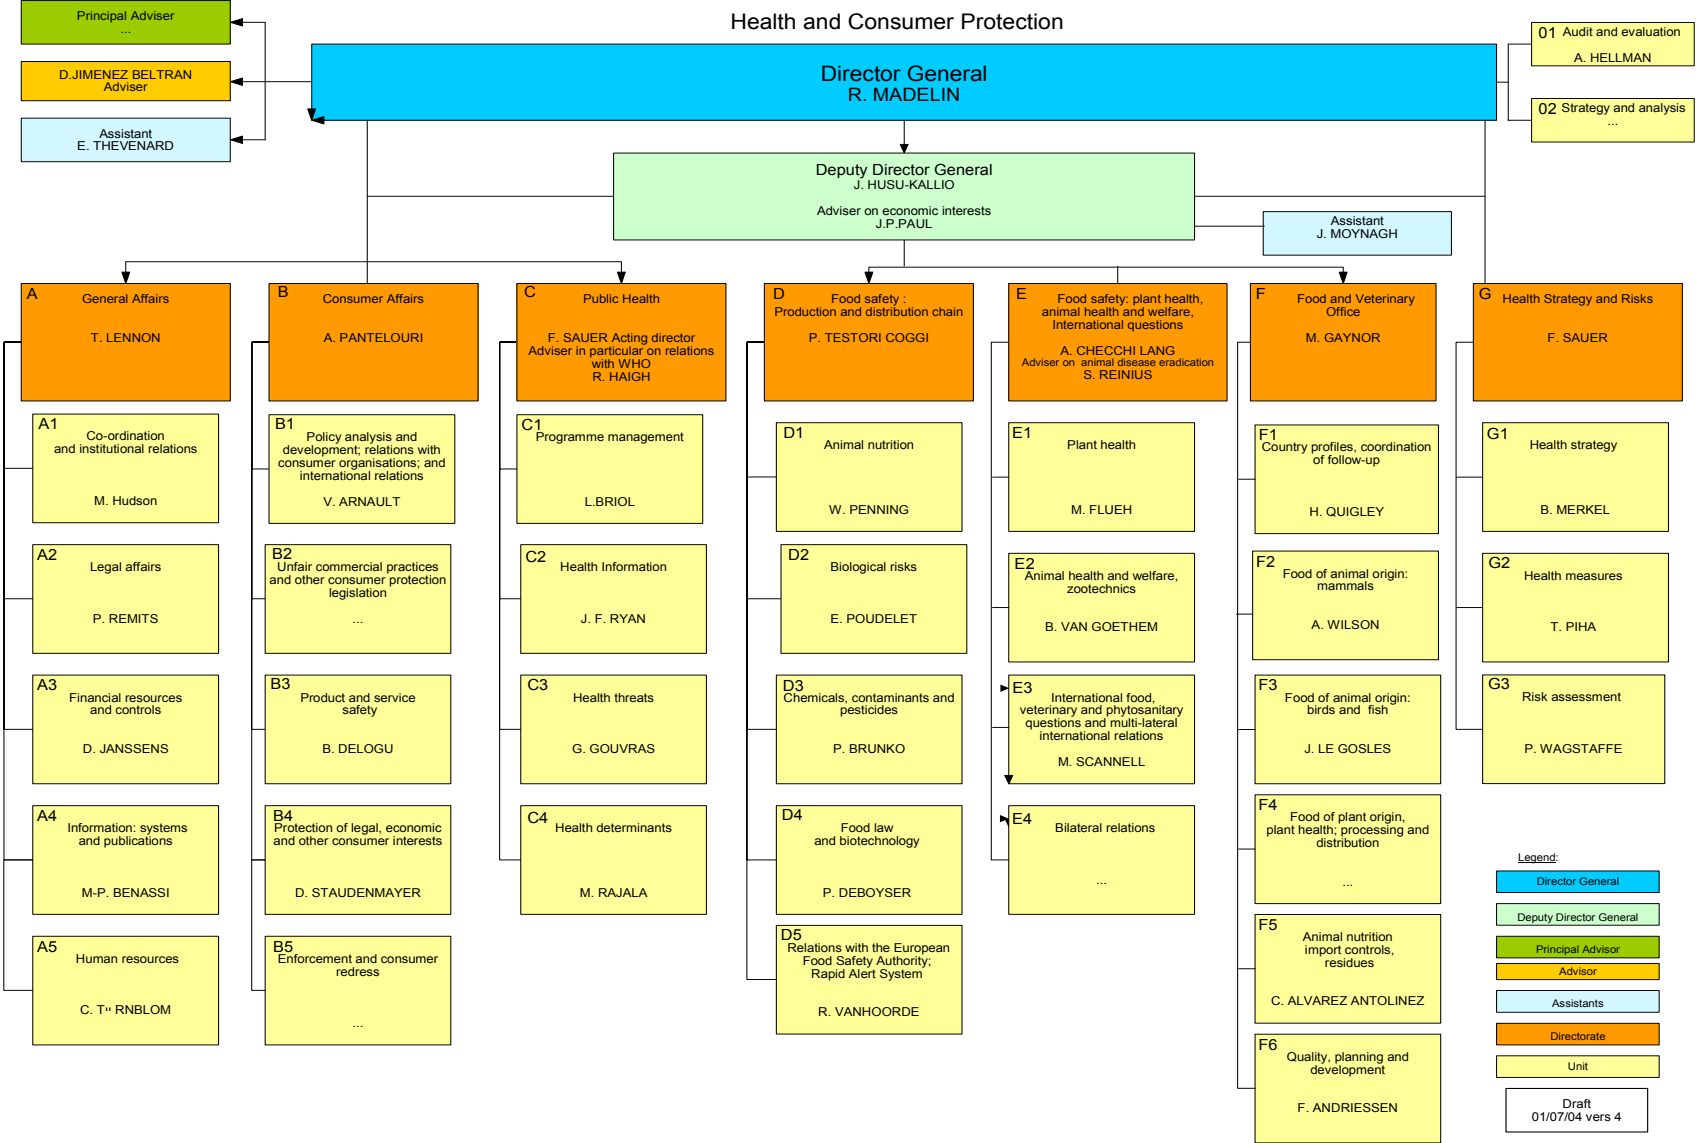 Health and Consumer Protection
Principal Adviser
...
D.JIMENEZ BELTRAN
Adviser
Assistant
E. THEVENARD
Director General
R. MADELIN
01 Audit and evaluation
A. HELLMAN
02 Strategy and analysis
...
Deputy Director General
J. HUSU-KALLIO
Adviser on economic interests
J.P.PAUL
Assistant
J. MOYNAGH
A
General Affairs
T. LENNON
B
Consumer Affairs
A. PANTELOURI
C
Public Health
F. SAUER Acting director
Adviser in particular on relations
with WHO
R. HAIGH
D
Food safety :
Production and distribution chain
P. TESTORI COGGI
E
Food safety: plant health,
animal health and welfare,
International questions
A. CHECCHI LANG
Adviser on animal disease eradication
S. REINIUS
F
Food and Veterinary
Office
M. GAYNOR
G
Health Strategy and Risks
F. SAUER
A1
Co-ordination
and institutional relations
M. Hudson
A2
Legal affairs
P. REMITS
A3
Financial resources
and controls
D. JANSSENS
A4
Information: systems
and publications
M-P. BENASSI
A5
Human resources
C. T¨ RNBLOM
B1
Policy analysis and
development; relations with
consumer organisations; and
international relations
V. ARNAULT
B2
Unfair commercial practices
and other consumer protection
legislation
...
B3
Product and service
safety
B. DELOGU
B4
Protection of legal, economic
and other consumer interests
D. STAUDENMAYER
B5
Enforcement and consumer
redress
...
C1
Programme management
L.BRIOL
C2
Health Information
J. F. RYAN
C3
Health threats
G. GOUVRAS
C4
Health determinants
M. RAJALA
D1
Animal nutrition
W. PENNING
D2
Biological risks
E. POUDELET
D3
Chemicals, contaminants and
pesticides
P. BRUNKO
D4
Food law
and biotechnology
P. DEBOYSER
D5
Relations with the European
Food Safety Authority;
Rapid Alert System
R. VANHOORDE
E1
Plant health
M. FLUEH
E2
Animal health and welfare,
zootechnics
B. VAN GOETHEM
E3
International food,
veterinary and phytosanitary
questions and multi-lateral
international relations
M. SCANNELL
E4
Bilateral relations
...
F1
Country profiles, coordination
of follow-up
H. QUIGLEY
F2
Food of animal origin:
mammals
A. WILSON
F3
Food of animal origin:
birds and fish
J. LE GOSLES
F4
Food of plant origin,
plant health; processing and
distribution
...
F5
Animal nutrition
import controls,
residues
C. ALVAREZ ANTOLINEZ
F6
Quality, planning and
development
F. ANDRIESSEN
G1
Health strategy
B. MERKEL
G2
Health measures
T. PIHA
G3
Risk assessment
P. WAGSTAFFE
Legend:
Director General
Deputy Director General
Principal Advisor
Advisor
Assistants
Directorate
Unit
Draft
01/07/04 vers 4